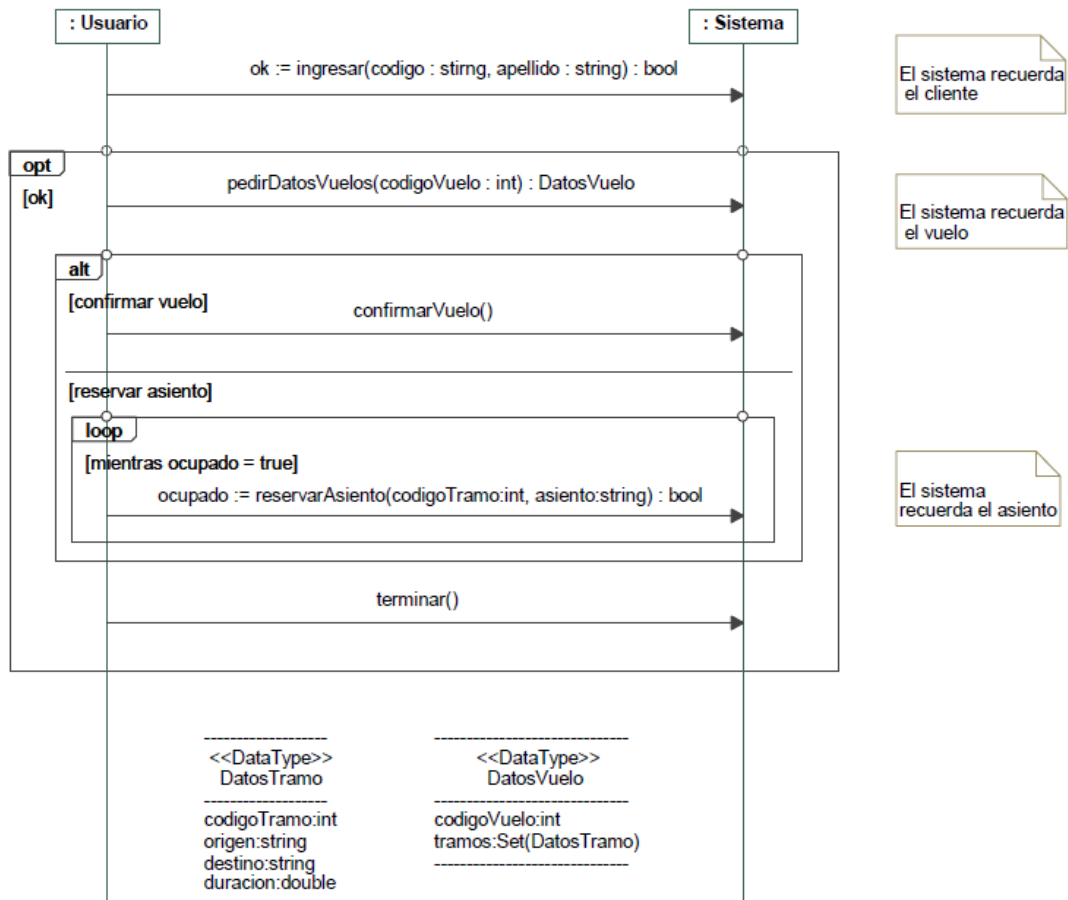 : Usuario
: Sistema
ok := ingresar(codigo : stirng, apellido : string) : bool
El sistema recuerda
el cliente
opt
[ok]
pedirDatosVuelos(codigoVuelo : int) : DatosVuelo
El sistema recuerda
el vuelo
alt
[confirmar vuelo]
confirmarVuelo()
[reservar asiento]
loop
[mientras ocupado = true]
ocupado := reservarAsiento(codigoTramo:int, asiento:string) : bool
El sistema
recuerda el asiento
terminar()
-------------------
<<DataType>>
DatosTramo
-------------------
codigoTramo:int
origen:string
destino:string
duracion:double
------------------------------
<<DataType>>
DatosVuelo
------------------------------
codigoVuelo:int
tramos:Set(DatosTramo)
------------------------------